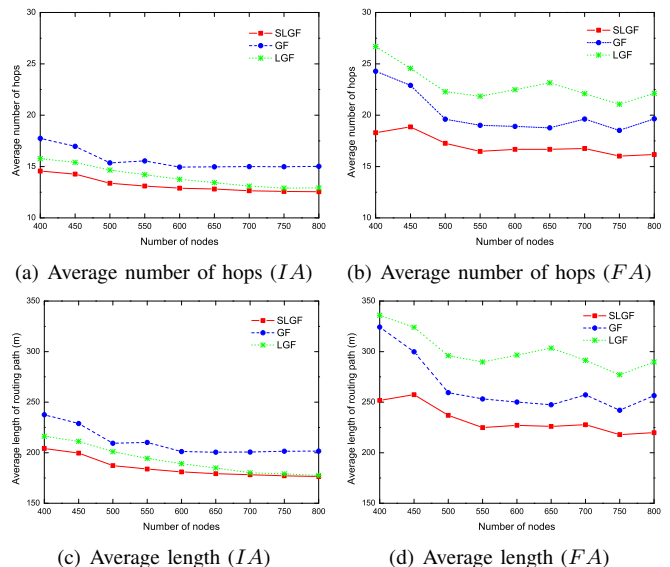 30
25
20
15
10
Average number of hops
SLGF
GF
LGF
400 450 500 550 600 650 700 750 800
Number of nodes
(a) Average number of hops (IA)
30
25
20
15
10
Average number of hops
SLGF
GF
LGF
400 450 500 550 600 650 700 750 800
Number of nodes
(b) Average number of hops (FA)
350
300
250
200
150
Average length of routing path (m)
SLGF
GF
LGF
400 450 500 550 600 650 700 750 800
Number of nodes
(c) Average length (IA)
350
300
250
200
150
Average length of routing path (m)
SLGF
GF
LGF
400 450 500 550 600 650 700 750 800
Number of nodes
(d) Average length (FA)